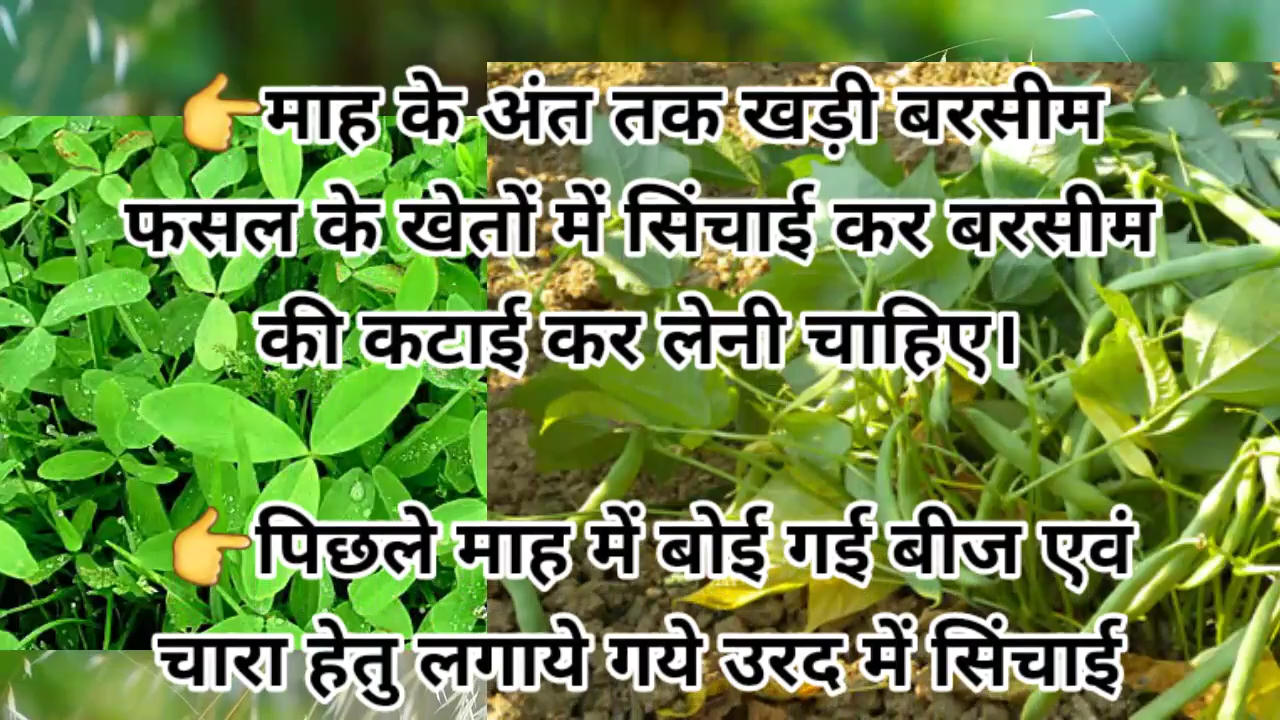 👉माह के अंत तक खड़ी बरसीम
फसल के खेतों में सिंचाई कर बरसीम
की कटाई कर लेनी चाहिए।
👉पिछले माह में बोई गई बीज एवं
चारा हेतु लगाये गये उरद में सिंचाई